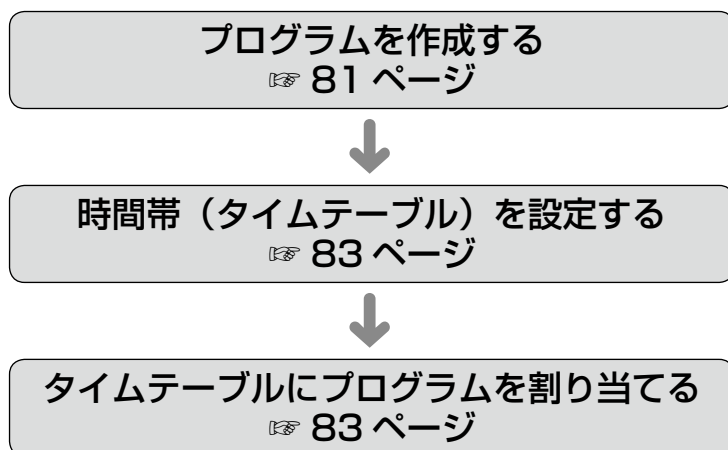 プログラムを作成する
☞ 81 ページ
時間帯（タイムテーブル）を設定する
☞ 83 ページ
タイムテーブルにプログラムを割り当てる
☞ 83 ページ